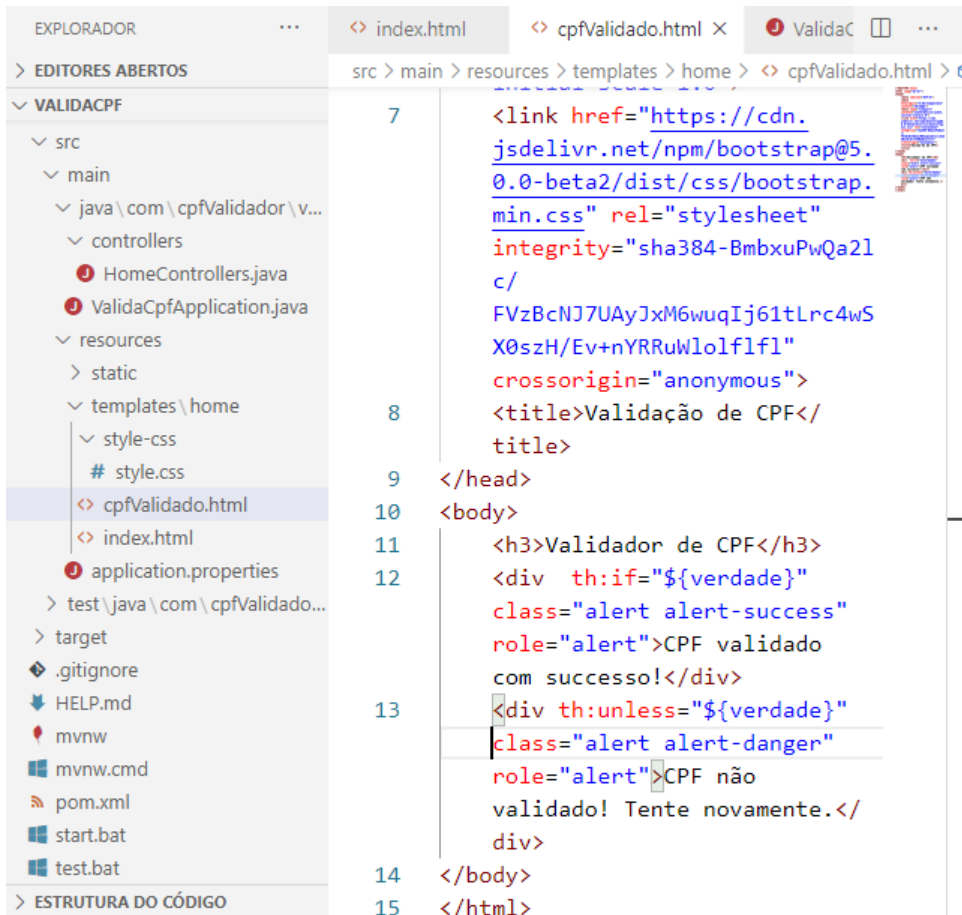 EXPLORADOR ···
> EDITORES ABERTOS
VALIDACPF
src
main
java\com\cpfValidador\v...
controllers
HomeControllers.java
ValidaCpfApplication.java
resources
> static
templates\home
style-css
# style.css
<> cpfValidado.html
<> index.html
application.properties
> test\java\com\cpfValidado...
> target
.gitignore
HELP.md
mvnw
mvnw.cmd
pom.xml
start.bat
test.bat
> ESTRUTURA DO CÓDIGO
<> index.html <> cpfValidado.html × ValidaC ···
src > main > resources > templates > home > <> cpfValidado.html >
initial-scale=1.0">
7 <link href="https://cdn.
jsdelivr.net/npm/bootstrap@5.
0.0-beta2/dist/css/bootstrap.
min.css" rel="stylesheet"
integrity="sha384-BmbxuPwQa2l
c/
FVzBcNJ7UAyJxM6wuqIj61tLrc4wS
X0szH/Ev+nYRRuWlolflfl"
crossorigin="anonymous">
8 <title>Validação de CPF</
title>
9 </head>
10 <body>
11 <h3>Validador de CPF</h3>
12 <div  th:if="${verdade}"
class="alert alert-success"
role="alert">CPF validado
com successo!</div>
13 <div th:unless="${verdade}"
class="alert alert-danger"
role="alert">CPF não
validado! Tente novamente.</
div>
14 </body>
15 </html>